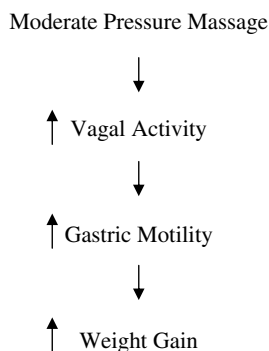 Moderate Pressure Massage
Vagal Activity
Gastric Motility
Weight Gain